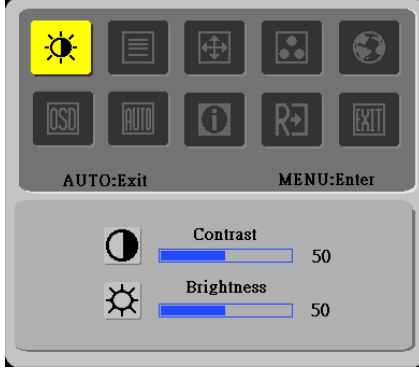 OSD AUTO i R EXIT
AUTO:Exit MENU:Enter
Contrast
50
Brightness
50